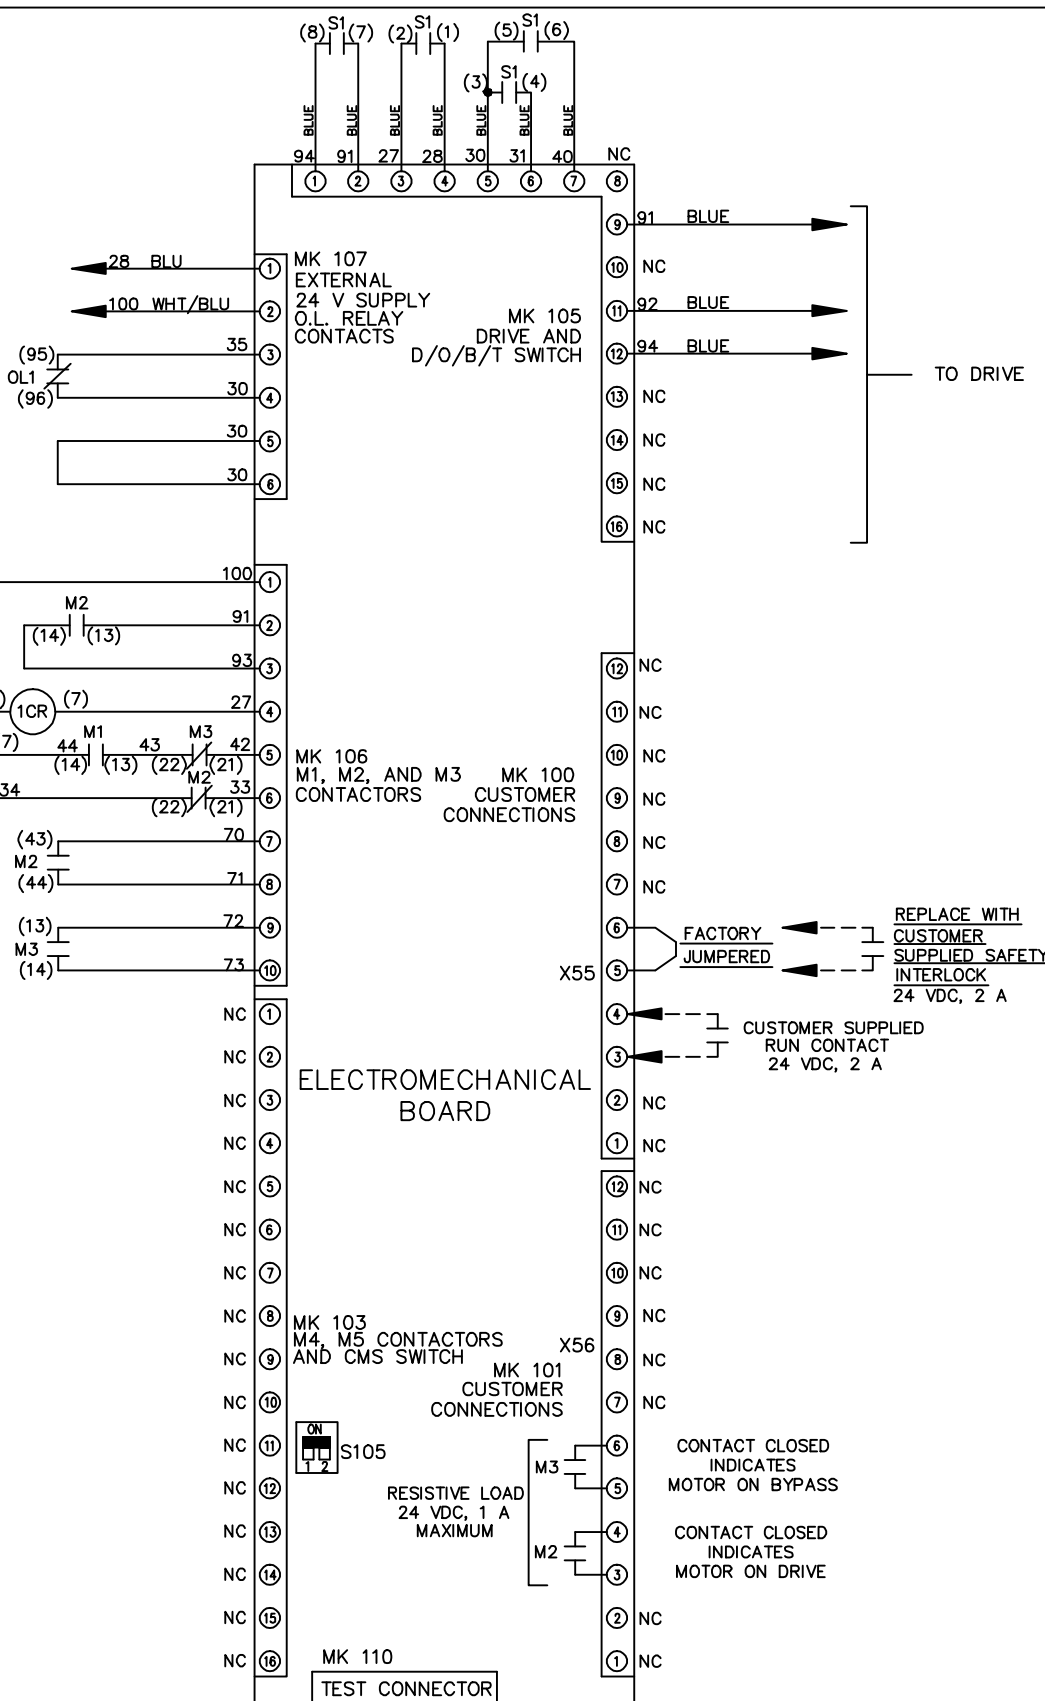 (8) S1 (7) (2) S1 (1) (5) S1 (6)
(3) S1 (4)
BLUE BLUE BLUE BLUE BLUE BLUE BLUE
94 91 27 28 30 31 40 NC
1 2 3 4 5 6 7 8
9 91 BLUE
10 NC
11 92 BLUE
12 94 BLUE
13 NC
14 NC
15 NC
16 NC
TO DRIVE
MK 105
DRIVE AND
D/O/B/T SWITCH
28 BLU 1
100 WHT/BLU 2
(95) 35 3
OL1
(96) 30 4
30 5
30 6
MK 107
EXTERNAL
24 V SUPPLY
O.L. RELAY
CONTACTS
100 1
M2
(14) (13) 91 2
93 3
) 1CR (7) 27 4
7) 44 M1 43 M3 42 5
(14) (13) (22) (21)
34 M2 33 6
(22) (21)
(43) 70 7
M2
(44) 71 8
(13) 72 9
M3
(14) 73 10
MK 106
M1, M2, AND M3
CONTACTORS
MK 100
CUSTOMER
CONNECTIONS
12 NC
11 NC
10 NC
9 NC
8 NC
7 NC
6
X55 5
4
3
2 NC
1 NC
FACTORY
JUMPERED
REPLACE WITH
CUSTOMER
SUPPLIED SAFETY
INTERLOCK
24 VDC, 2 A
CUSTOMER SUPPLIED
RUN CONTACT
24 VDC, 2 A
ELECTROMECHANICAL
BOARD
NC 1
NC 2
NC 3
NC 4
NC 5
NC 6
NC 7
NC 8
NC 9
NC 10
NC 11
NC 12
NC 13
NC 14
NC 15
NC 16
MK 103
M4, M5 CONTACTORS
AND CMS SWITCH
ON
1 2
S105
12 NC
11 NC
10 NC
9 NC
X56
8 NC
7 NC
6
5
4
3
2 NC
1 NC
MK 101
CUSTOMER
CONNECTIONS
M3
M2
RESISTIVE LOAD
24 VDC, 1 A
MAXIMUM
CONTACT CLOSED
INDICATES
MOTOR ON BYPASS
CONTACT CLOSED
INDICATES
MOTOR ON DRIVE
MK 110
TEST CONNECTOR